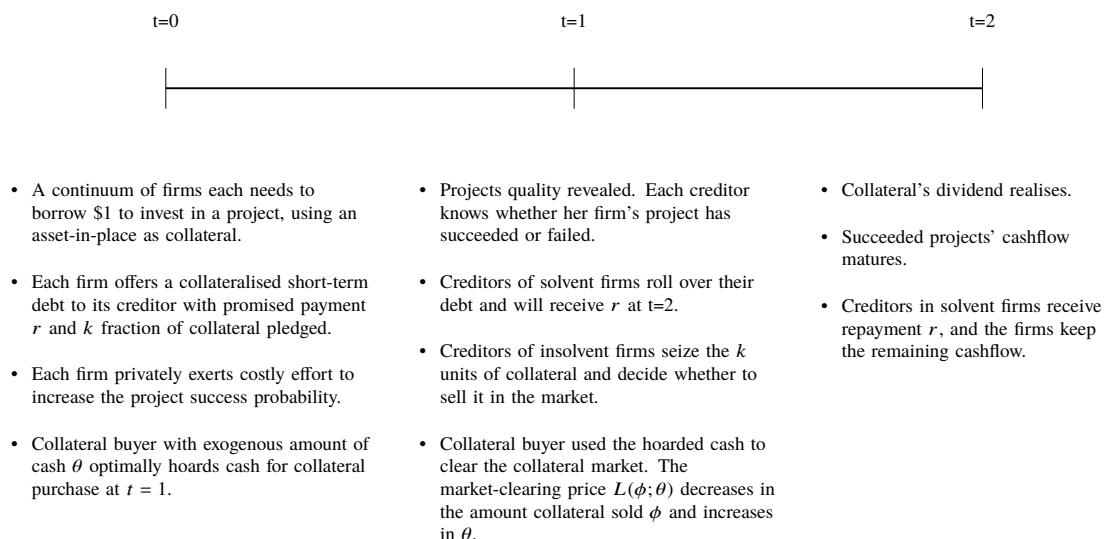 t=0
t=1
t=2
• A continuum of firms each needs to
borrow $1 to invest in a project, using an
asset-in-place as collateral.
• Each firm offers a collateralised short-term
debt to its creditor with promised payment
r and k fraction of collateral pledged.
• Each firm privately exerts costly effort to
increase the project success probability.
• Collateral buyer with exogenous amount of
cash θ optimally hoards cash for collateral
purchase at t = 1.
• Projects quality revealed. Each creditor
knows whether her firm's project has
succeeded or failed.
• Creditors of solvent firms roll over their
debt and will receive r at t=2.
• Creditors of insolvent firms seize the k
units of collateral and decide whether to
sell it in the market.
• Collateral buyer used the hoarded cash to
clear the collateral market. The
market-clearing price L(ϕ; θ) decreases in
the amount collateral sold ϕ and increases
in θ.
• Collateral's dividend realises.
• Succeeded projects' cashflow
matures.
• Creditors in solvent firms receive
repayment r, and the firms keep
the remaining cashflow.